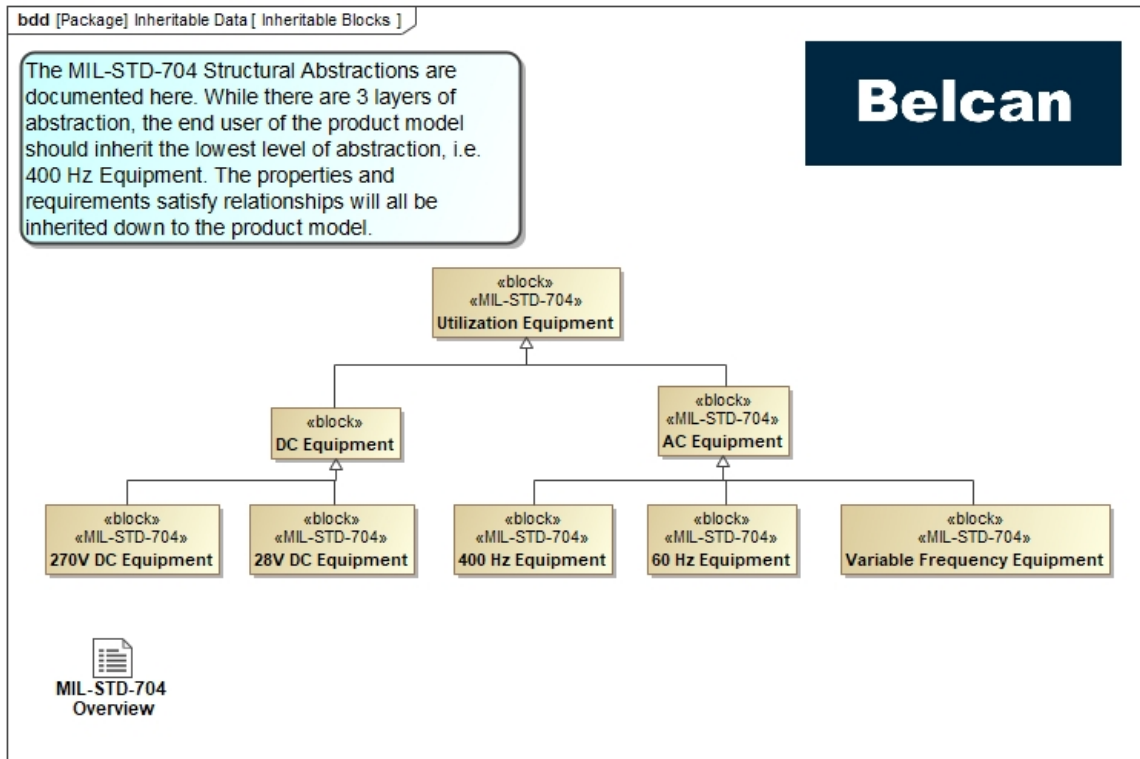 bdd [Package] Inheritable Data [ Inheritable Blocks ]
The MIL-STD-704 Structural Abstractions are
documented here. While there are 3 layers of
abstraction, the end user of the product model
should inherit the lowest level of abstraction, i.e.
400 Hz Equipment. The properties and
requirements satisfy relationships will all be
inherited down to the product model.
Belcan
«block»
«MIL-STD-704»
Utilization Equipment
«block»
DC Equipment
«block»
«MIL-STD-704»
AC Equipment
«block»
«MIL-STD-704»
270V DC Equipment
«block»
«MIL-STD-704»
28V DC Equipment
«block»
«MIL-STD-704»
400 Hz Equipment
«block»
«MIL-STD-704»
60 Hz Equipment
«block»
«MIL-STD-704»
Variable Frequency Equipment
MIL-STD-704
Overview